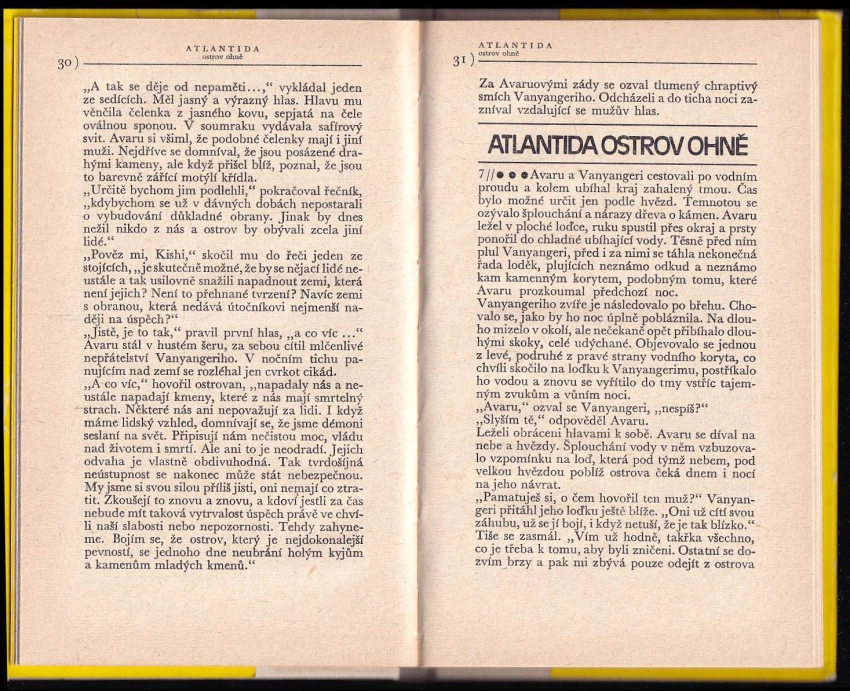 ATLANTIDA
ostrov ohně
30)
„A tak se děje od nepaměti...,“ vykládal jeden
ze sedících. Měl jasný a výrazný hlas. Hlavu mu
věnčila čelenka z jasného kovu, sepjatá na čele
oválnou sponou. V soumraku vydávala safírový
svit. Avaru si všiml, že podobné čelenky mají i jiní
muži. Nejdříve se domníval, že jsou posázené dra-
hými kameny, ale když přišel blíž, poznal, že jsou
to barevně zářící motýlí křídla.
„Určitě bychom jim podlehli,“ pokračoval řečník,
„kdybychom se už v dávných dobách nepostarali
o vybudování důkladné obrany. Jinak by dnes
nežil nikdo z nás a ostrov by obývali zcela jiní
lidé.“
„Pověz mi, Kishi,“ skočil mu do řeči jeden ze
stojících, „je skutečně možné, že by se nějací lidé ne-
ustále a tak usilovně snažili napadnout zemi, která
není jejich? Není to přehnané tvrzení? Navíc zemi
s obranou, která nedává útočníkovi nejmenší na-
ději na úspěch?“
„Jistě, je to tak,“ pravil první hlas, „a co víc ...“
Avaru stál v hustém šeru, za sebou cítil mlčenlivé
nepřátelství Vanyangeriho. V nočním tichu pa-
nujícím nad zemí se rozléhal jen cvrkot cikád.
„A co víc,“ hovořil ostrovan, „napadaly nás a ne-
ustále napadají kmeny, které z nás mají smrtelný
strach. Některé nás ani nepovažují za lidi. I když
máme lidský vzhled, domnívají se, že jsme démoni
seslaní na svět. Připisují nám nečistou moc, vládu
nad životem i smrtí. Ale ani to je neodradí. Jejich
odvaha je vlastně obdivuhodná. Tak tvrdošíjná
neústupnost se nakonec může stát nebezpečnou.
My jsme si svou silou příliš jisti, oni nemají co ztra-
tit. Zkoušejí to znovu a znovu, a kdoví jestli za čas
nebude mít taková vytrvalost úspěch právě ve chví-
li naší slabosti nebo nepozornosti. Tehdy zahyne-
me. Bojím se, že ostrov, který je nejdokonalejší
pevností, se jednoho dne neubrání holým kyjům
a kamenům mladých kmenů.“
ATLANTIDA
ostrov ohně
31)
Za Avaruovými zády se ozval tlumený chraptivý
smích Vanyangeriho. Odcházeli a do ticha noci za-
zníval vzdalující se mužův hlas.
ATLANTIDA OSTROV OHNĚ
7//●●●Avaru a Vanyangeri cestovali po vodním
proudu a kolem ubíhal kraj zahalený tmou. Čas
bylo možné určit jen podle hvězd. Temnotou se
ozývalo šplouchání a nárazy dřeva o kámen. Avaru
ležel v ploché loďce, ruku spustil přes okraj a prsty
ponořil do chladné ubíhající vody. Těsně před ním
plul Vanyangeri, před i za nimi se táhla nekonečná
řada loděk, plujících neznámo odkud a neznámo
kam kamenným korytem, podobným tomu, které
Avaru prozkoumal předchozí noc.
Vanyangeriho zvíře je následovalo po břehu. Cho-
valo se, jako by ho noc úplně pobláznila. Na dlou-
ho mizelo v okolí, ale nečekaně opět přibíhalo dlou-
hými skoky, celé udýchané. Objevovalo se jednou
z levé, podruhé z pravé strany vodního koryta, co
chvíli skočilo na loďku k Vanyangerimu, postříkalo
ho vodou a znovu se vyřítilo do tmy vstříc tajem-
ným zvukům a vůním noci.
„Avaru,“ ozval se Vanyangeri, „nespíš?“
„Slyším tě,“ odpověděl Avaru.
Leželi obráceni hlavami k sobě. Avaru se díval na
nebe a hvězdy. Šplouchání vody v něm vzbuzova-
lo vzpomínku na loď, která pod týmž nebem, pod
velkou hvězdou poblíž ostrova čeká dnem i nocí
na jeho návrat.
„Pamatuješ si, o čem hovořil ten muž?“ Vanyan-
geri přitáhl jeho loďku ještě blíže. „Oni už cítí svou
záhubu, už se jí bojí, i když netuší, že je tak blízko.“
Tiše se zasmál. „Vím už hodně, takřka všechno,
co je třeba k tomu, aby byli zničeni. Ostatní se do-
zvím brzy a pak mi zbývá pouze odejít z ostrova